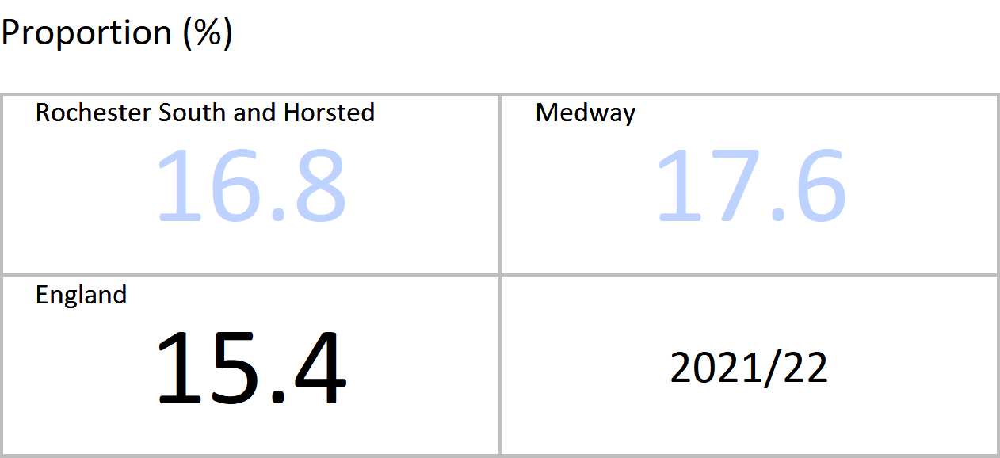 Proportion (%)
Rochester South and Horsted
16.8
Medway
17.6
England
15.4
2021/22